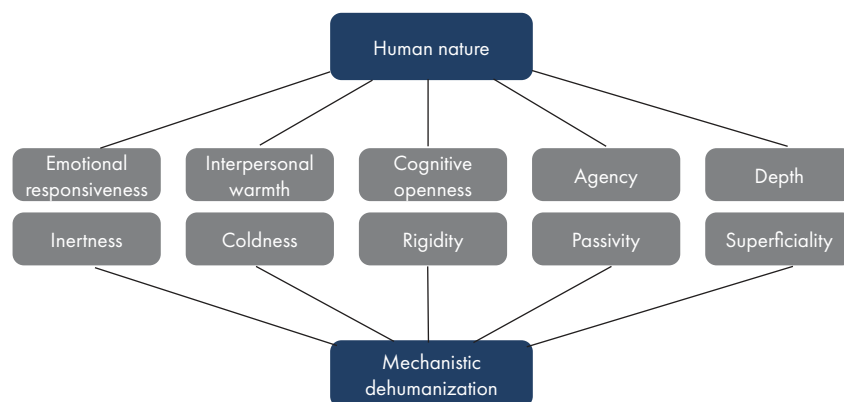 Human nature
Emotional
responsiveness
Interpersonal
warmth
Cognitive
openness
Agency
Depth
Inertness
Coldness
Rigidity
Passivity
Superficiality
Mechanistic
dehumanization